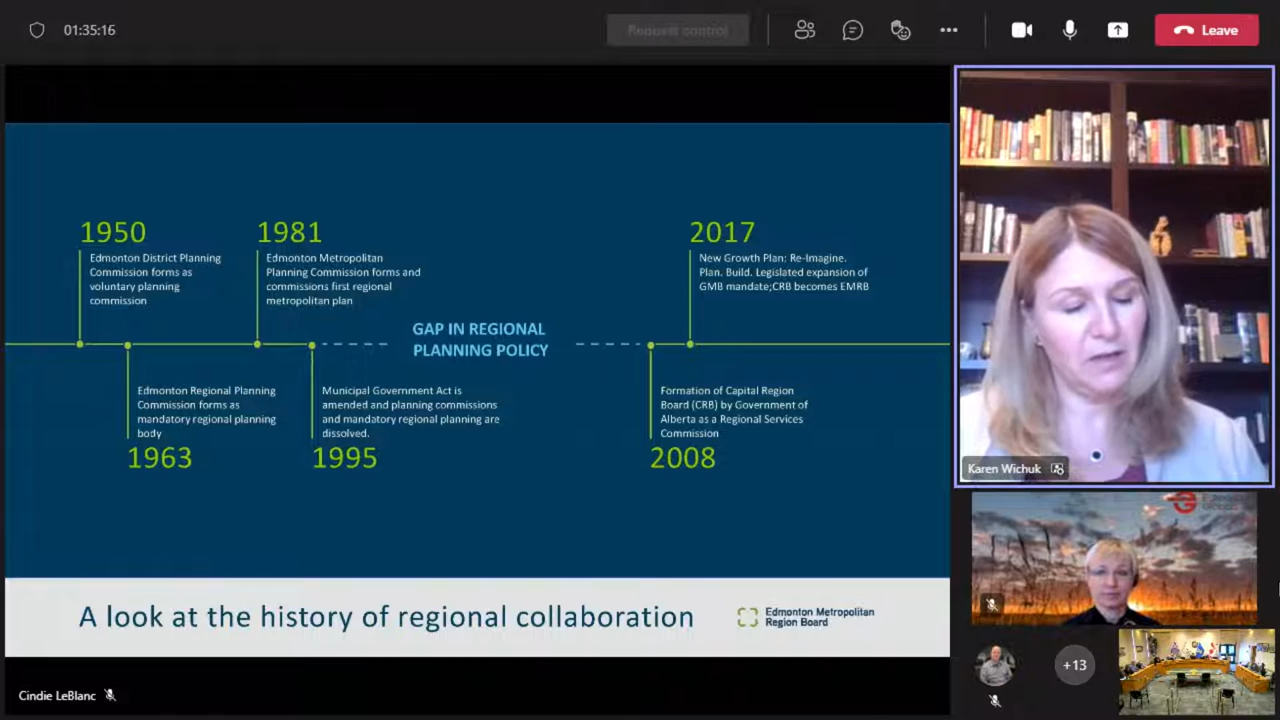 01:35:16
Request control
Leave
1950
Edmonton District Planning
Commission forms as
voluntary planning
commission
1981
Edmonton Metropolitan
Planning Commission forms and
commissions first regional
metropolitan plan
2017
New Growth Plan: Re-Imagine.
Plan. Build. Legislated expansion of
GMB mandate;CRB becomes EMRB
GAP IN REGIONAL
PLANNING POLICY
Edmonton Regional Planning
Commission forms as
mandatory regional planning
body
1963
Municipal Government Act is
amended and planning commissions
and mandatory regional planning are
dissolved.
1995
Formation of Capital Region
Board (CRB) by Government of
Alberta as a Regional Services
Commission
2008
A look at the history of regional collaboration
Edmonton Metropolitan
Region Board
Cindie LeBlanc
Karen Wichuk
+13